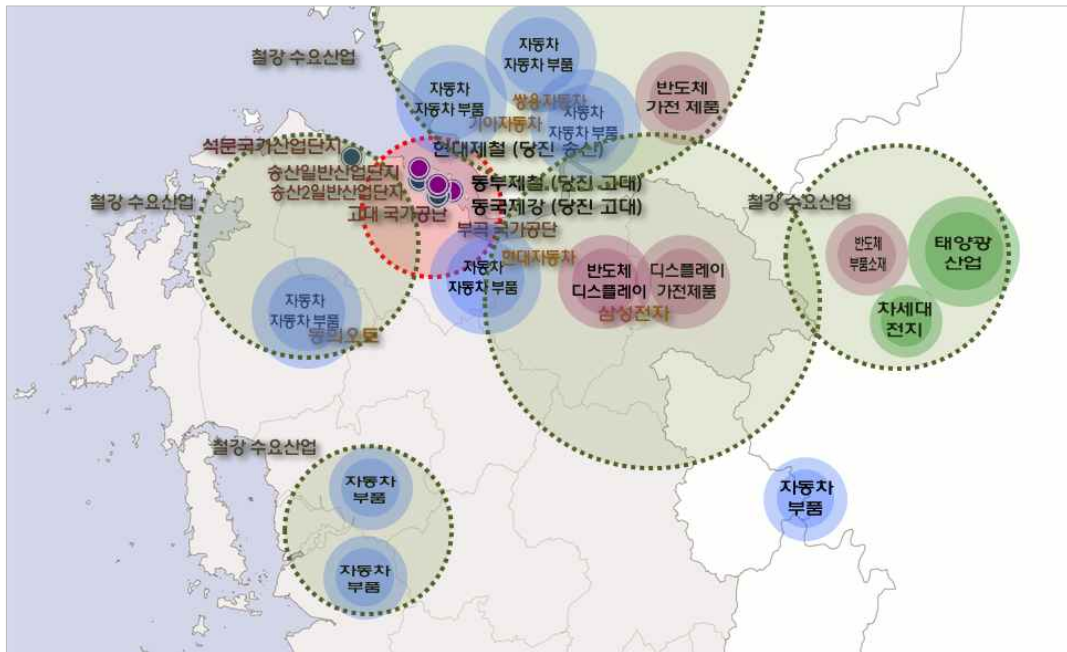 철강 수요산업
자동차
자동차 부품
자동차
자동차 부품
쌍용자동차
기아자동차
자동차
자동차 부품
반도체
가전 제품
석문국가산업단지
현대제철 (당진 송산)
송산일반산업단지
송산2일반산업단지
동부제철 (당진 고대)
고대 국가공단
동국제강 (당진 고대)
부곡 국가공단
철강 수요산업
철강 수요산업
현대자동차
자동차
자동차 부품
반도체
디스플레이
디스플레이
가전제품
삼성전자
반도체
부품소재
태양광
산업
차세대
전지
자동차
자동차 부품
동희오토
철강 수요산업
자동차
부품
자동차
부품
자동차
부품